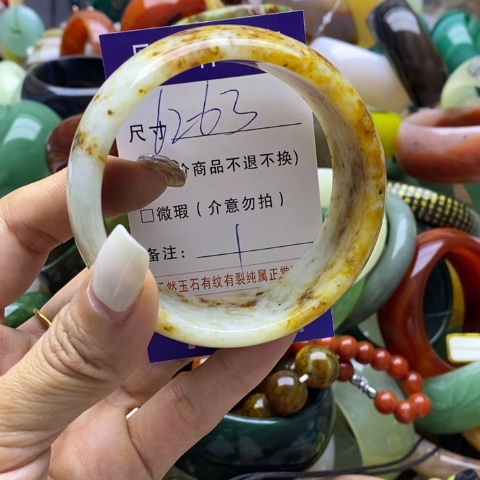 尺寸 6263
价商品不退不换)
□微瑕(介意勿拍)
备注:
然玉石有纹有裂纯属正常